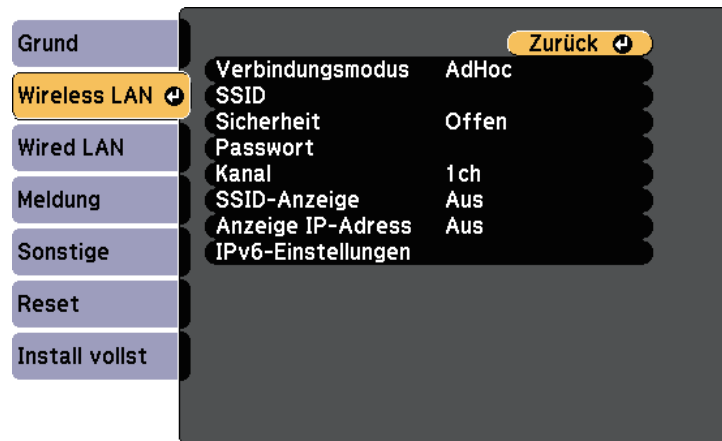 Grund
Wireless LAN
Wired LAN
Meldung
Sonstige
Reset
Install vollst
Zurück
Verbindungsmodus AdHoc
SSID
Sicherheit Offen
Passwort
Kanal 1ch
SSID-Anzeige Aus
Anzeige IP-Adress Aus
IPv6-Einstellungen